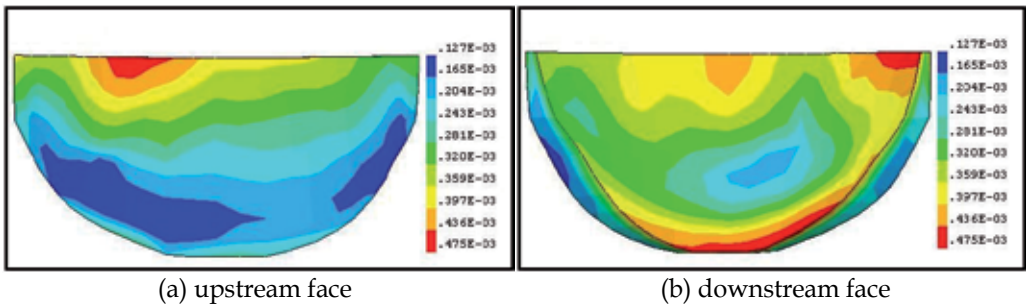 .127E-03
.165E-03
.204E-03
.243E-03
.281E-03
.320E-03
.359E-03
.397E-03
.436E-03
.475E-03
.127E-03
.165E-03
.204E-03
.243E-03
.281E-03
.320E-03
.359E-03
.397E-03
.436E-03
.475E-03
(a) upstream face
(b) downstream face